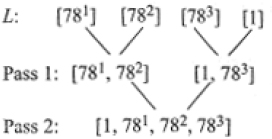 L: [78¹] [78²] [78³] [1]
Pass 1: [78¹, 78²] [1, 78³]
Pass 2: [1, 78¹, 78², 78³]